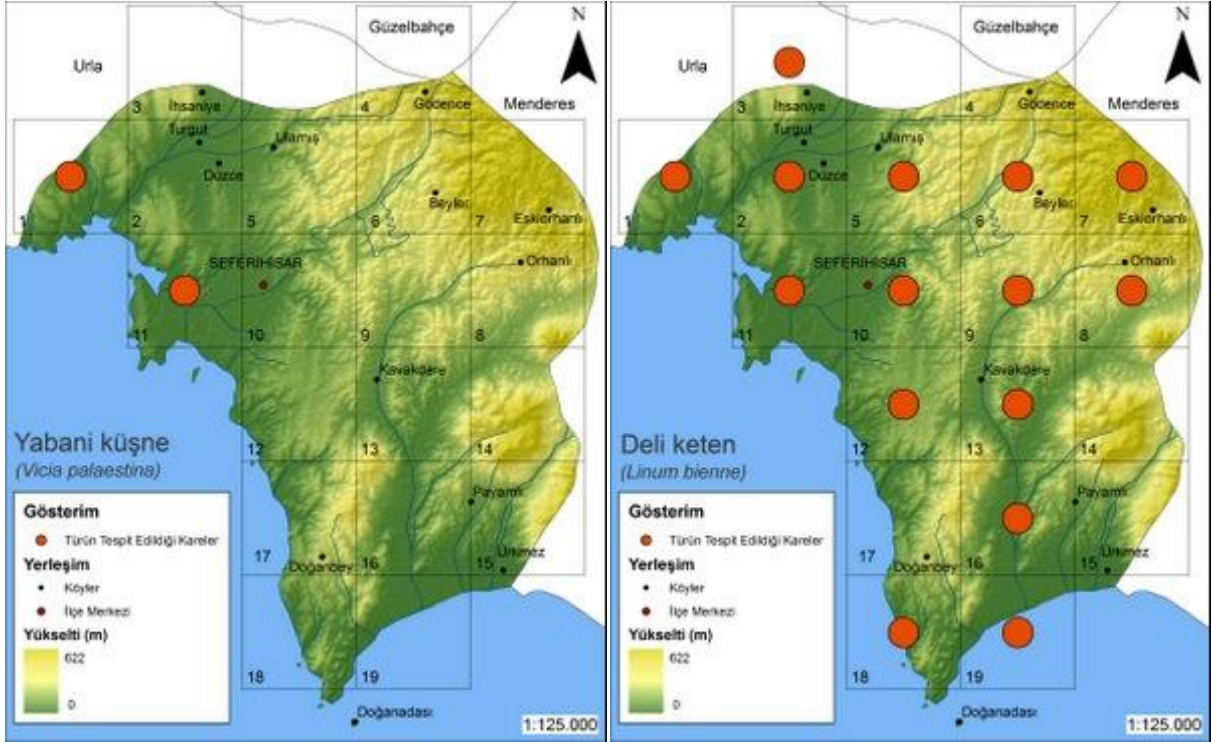 N
Güzelbahçe
Urla
Menderes
İhsaniye
3
4
Gödence
Turgut
Ulamış
Düzce
Beyler
Eskiorhanlı
1
2
5
6
7
SEFERİHİSAR
Orhanlı
11
10
9
8
Kavakdere
12
13
14
Yabani küşne
(Vicia palaestina)
Payamlı
Gösterim
Türün Tespit Edildiği Kareler
Yerleşim
Köyler
İlçe Merkezi
Yükselti (m)
622
0
Ürkmez
Doğanbey
17
16
15
18
19
Doğanadası
1:125.000
N
Güzelbahçe
Urla
Menderes
İhsaniye
3
4
Gödence
Turgut
Ulamış
Düzce
Beyler
Eskiorhanlı
1
2
5
6
7
SEFERİHİSAR
Orhanlı
11
10
9
8
Kavakdere
12
13
14
Deli keten
(Linum bienne)
Payamlı
Gösterim
Türün Tespit Edildiği Kareler
Yerleşim
Köyler
İlçe Merkezi
Yükselti (m)
622
0
Ürkmez
Doğanbey
17
16
15
18
19
Doğanadası
1:125.000